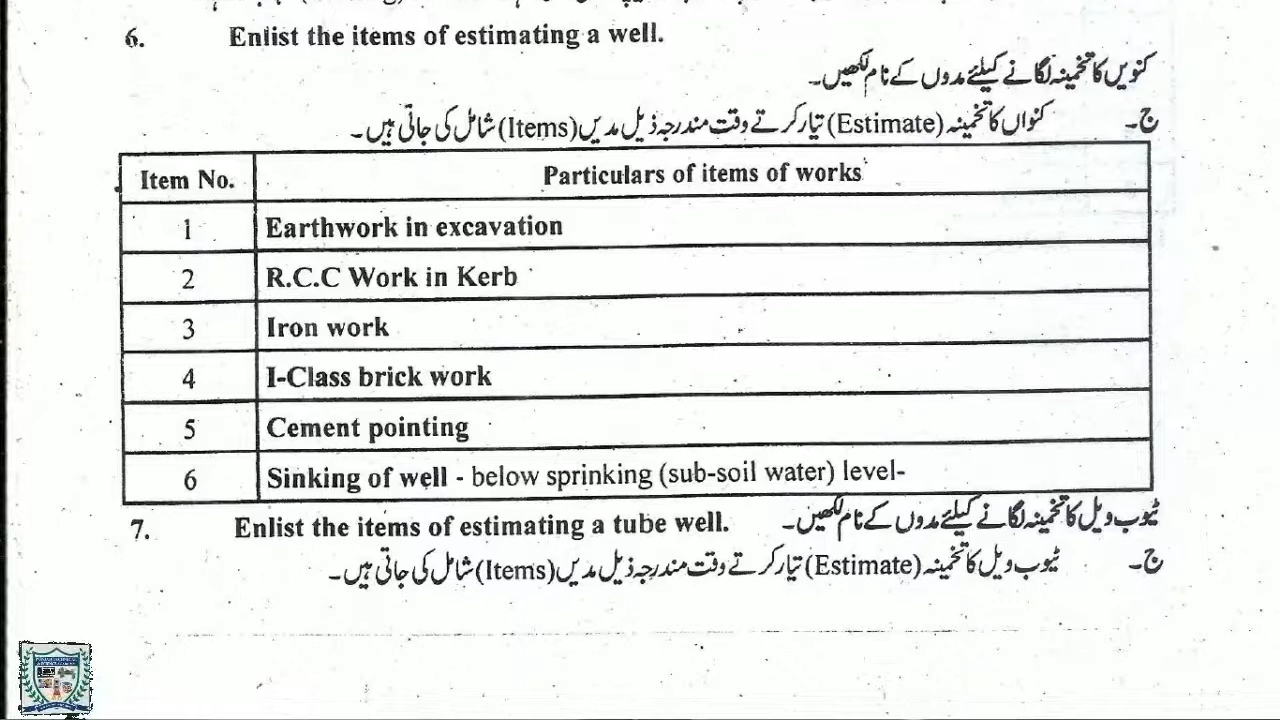 6. Enlist the items of estimating a well.
کنویں کا تخمینہ لگانے کیلئے مدوں کے نام لکھیں۔
ج۔ کنواں کا تخمینہ (Estimate) تیار کرتے وقت مندرجہ ذیل مدیں (Items) شامل کی جاتی ہیں۔
Item No. Particulars of items of works
1 Earthwork in excavation
2 R.C.C Work in Kerb
3 Iron work
4 I-Class brick work
5 Cement pointing
6 Sinking of well - below sprinking (sub-soil water) level-
7. Enlist the items of estimating a tube well. ٹیوب ویل کا تخمینہ لگانے کیلئے مدوں کے نام لکھیں۔
ج۔ ٹیوب ویل کا تخمینہ (Estimate) تیار کرتے وقت مندرجہ ذیل مدیں (Items) شامل کی جاتی ہیں۔